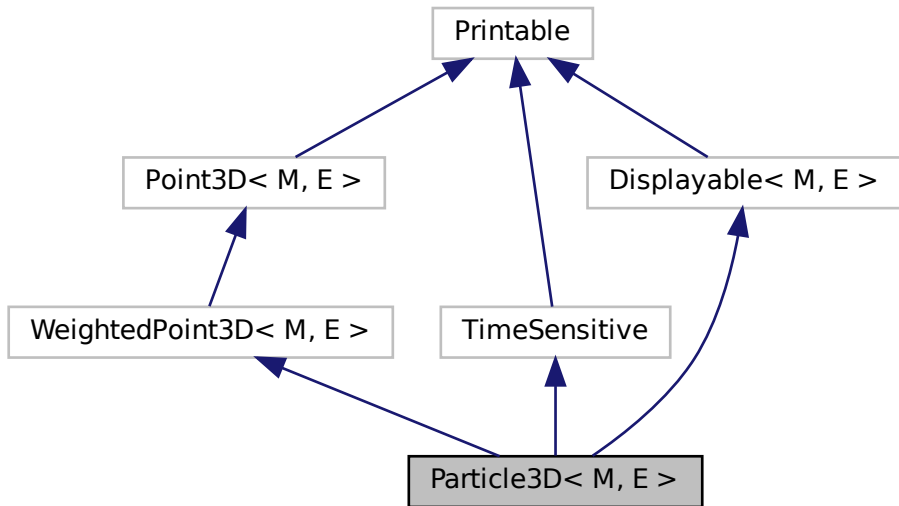 Printable
Point3D< M, E >
Displayable< M, E >
WeightedPoint3D< M, E >
TimeSensitive
Particle3D< M, E >